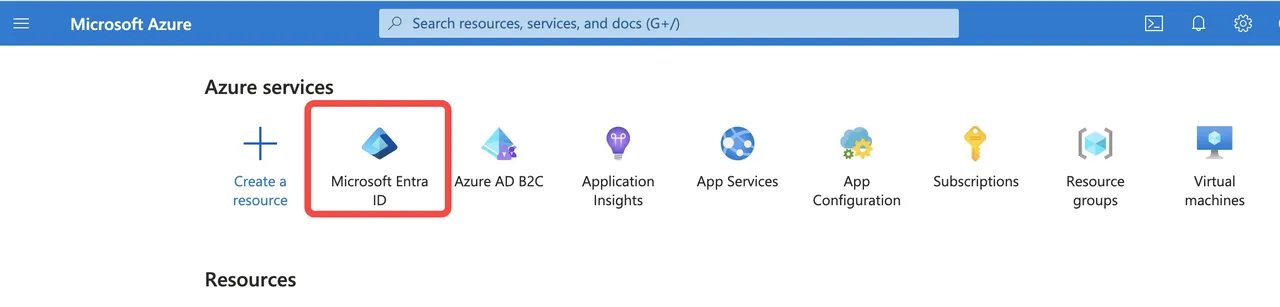 Microsoft Azure
Search resources, services, and docs (G+/)
Azure services
Create a
resource
Microsoft Entra
ID
Azure AD B2C
Application
Insights
App Services
App
Configuration
Subscriptions
Resource
groups
Virtual
machines
Resources